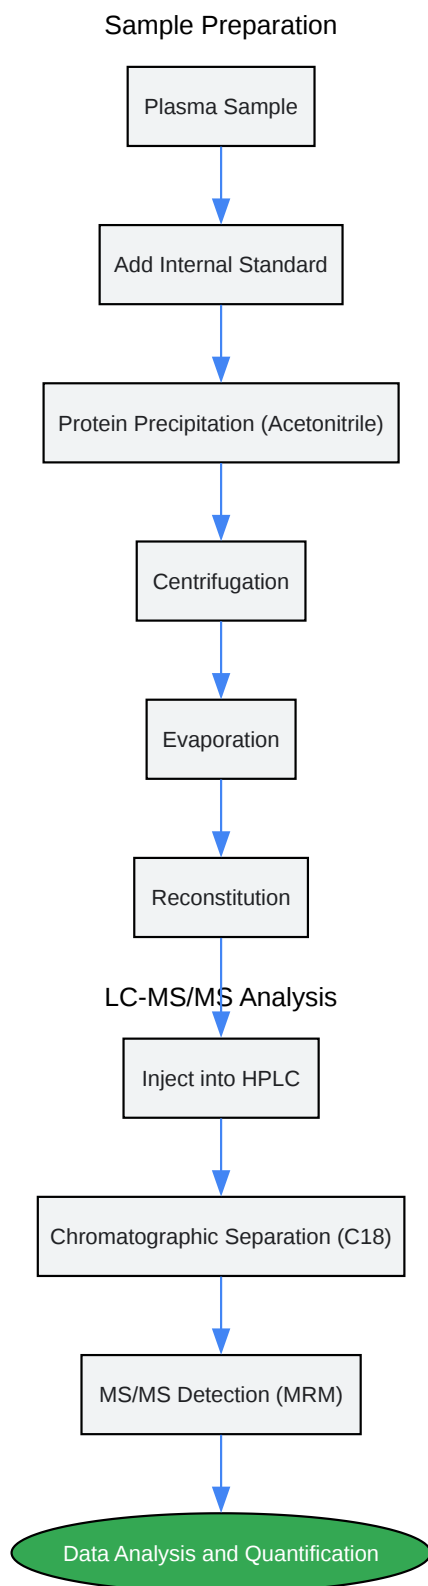 Sample Preparation
Plasma Sample
Add Internal Standard
Protein Precipitation (Acetonitrile)
Centrifugation
Evaporation
Reconstitution
LC-MS/MS Analysis
Inject into HPLC
Chromatographic Separation (C18)
MS/MS Detection (MRM)
Data Analysis and Quantification